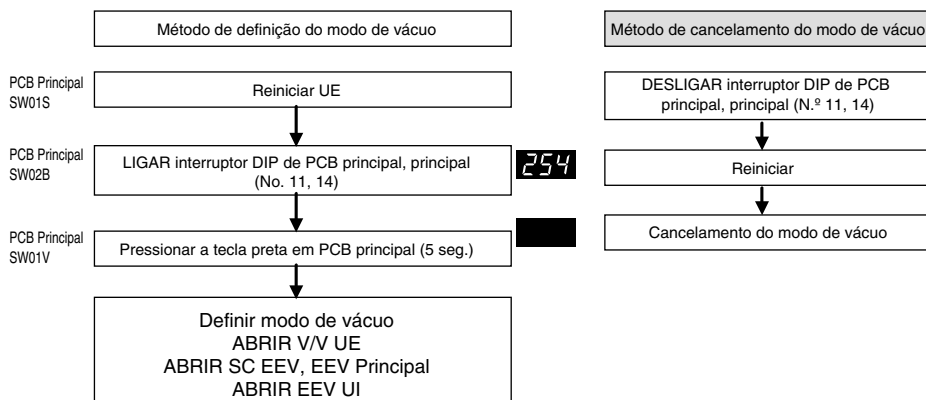 Método de definição do modo de vácuo
PCB Principal
SW01S
Reiniciar UE
PCB Principal
SW02B
LIGAR interruptor DIP de PCB principal, principal
(No. 11, 14)
254
PCB Principal
SW01V
Pressionar a tecla preta em PCB principal (5 seg.)
Definir modo de vácuo
ABRIR V/V UE
ABRIR SC EEV, EEV Principal
ABRIR EEV UI
Método de cancelamento do modo de vácuo
DESLIGAR interruptor DIP de PCB
principal, principal (N.º 11, 14)
Reiniciar
Cancelamento do modo de vácuo